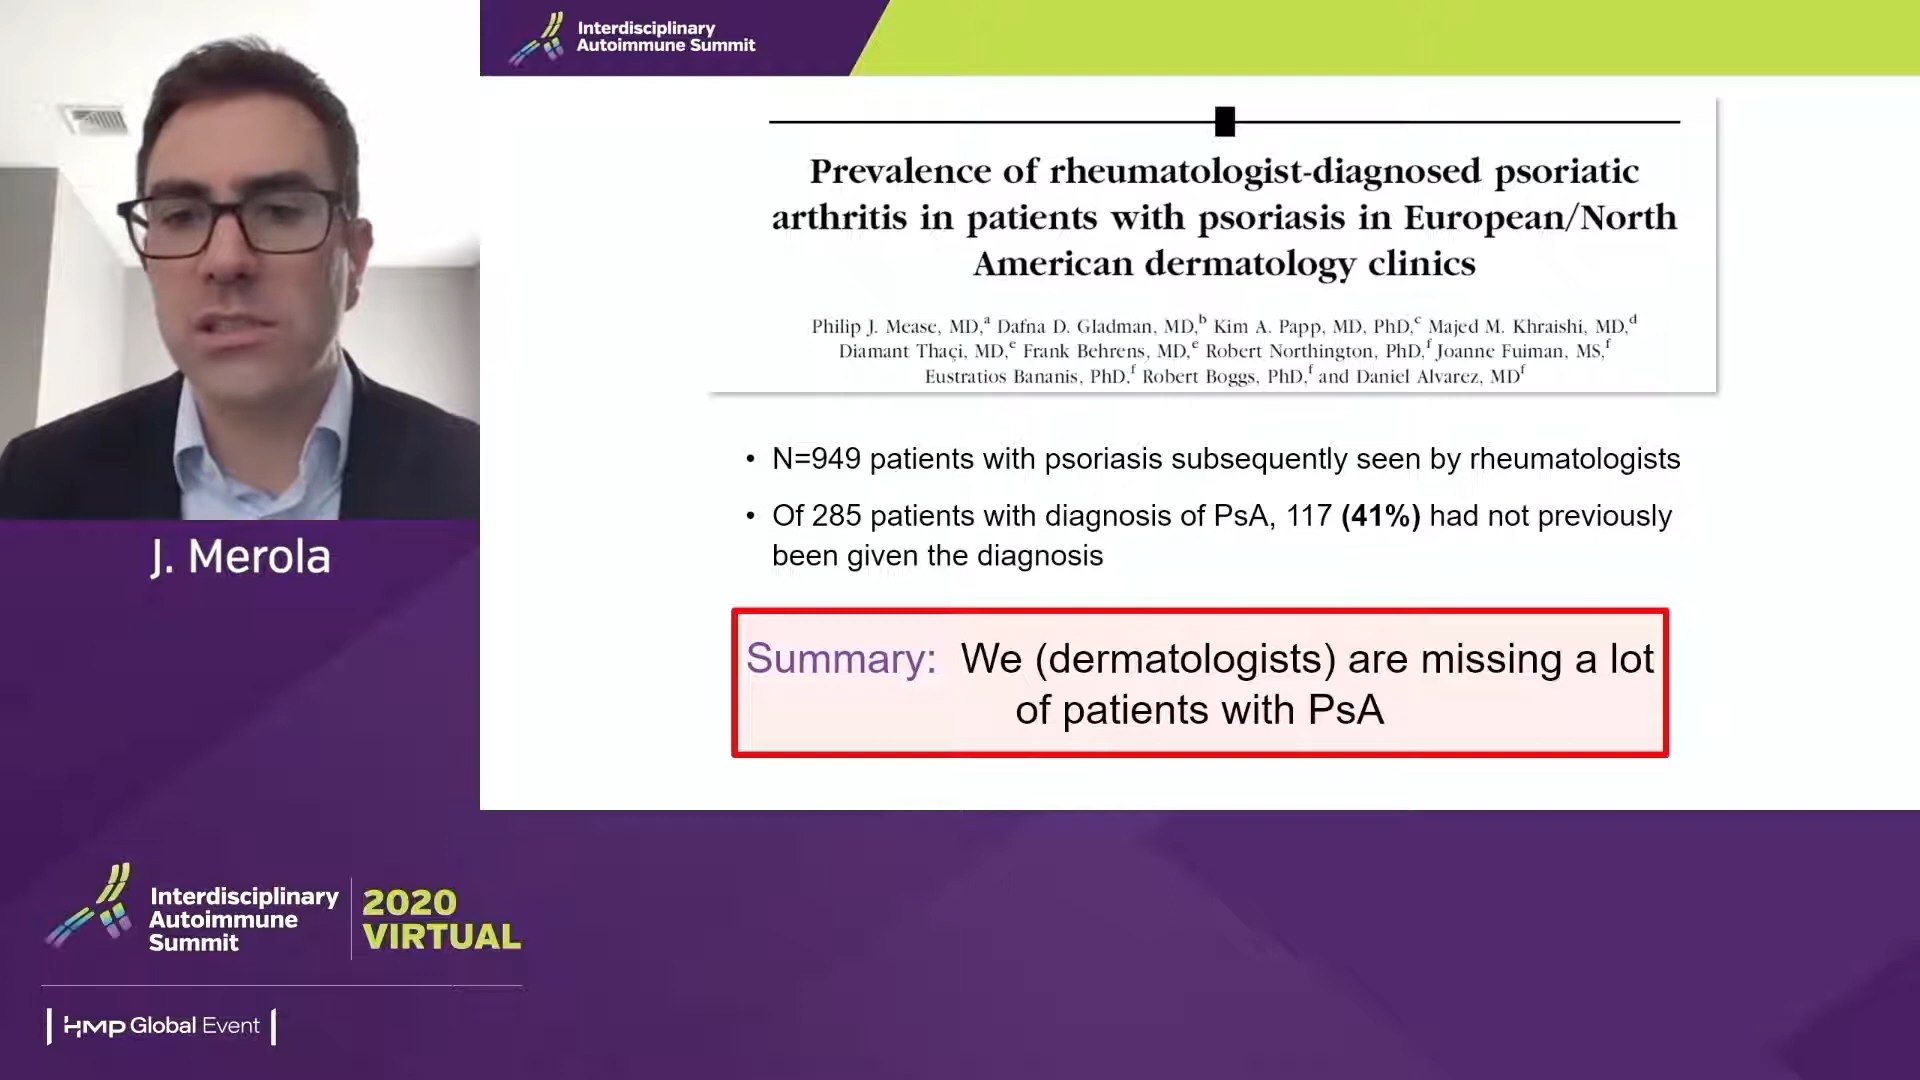 Interdisciplinary
Autoimmune Summit
Prevalence of rheumatologist-diagnosed psoriatic
arthritis in patients with psoriasis in European/North
American dermatology clinics
Philip J. Mease, MD,a Dafna D. Gladman, MD,b Kim A. Papp, MD, PhD,c Majed M. Khraishi, MD,d
Diamant Thaçi, MD,e Frank Behrens, MD,e Robert Northington, PhD,f Joanne Fuiman, MS,f
Eustratios Bananis, PhD,f Robert Boggs, PhD,f and Daniel Alvarez, MDf
• N=949 patients with psoriasis subsequently seen by rheumatologists
• Of 285 patients with diagnosis of PsA, 117 (41%) had not previously
been given the diagnosis
Summary: We (dermatologists) are missing a lot
of patients with PsA
J. Merola
Interdisciplinary
Autoimmune
Summit
2020
VIRTUAL
HMP Global Event